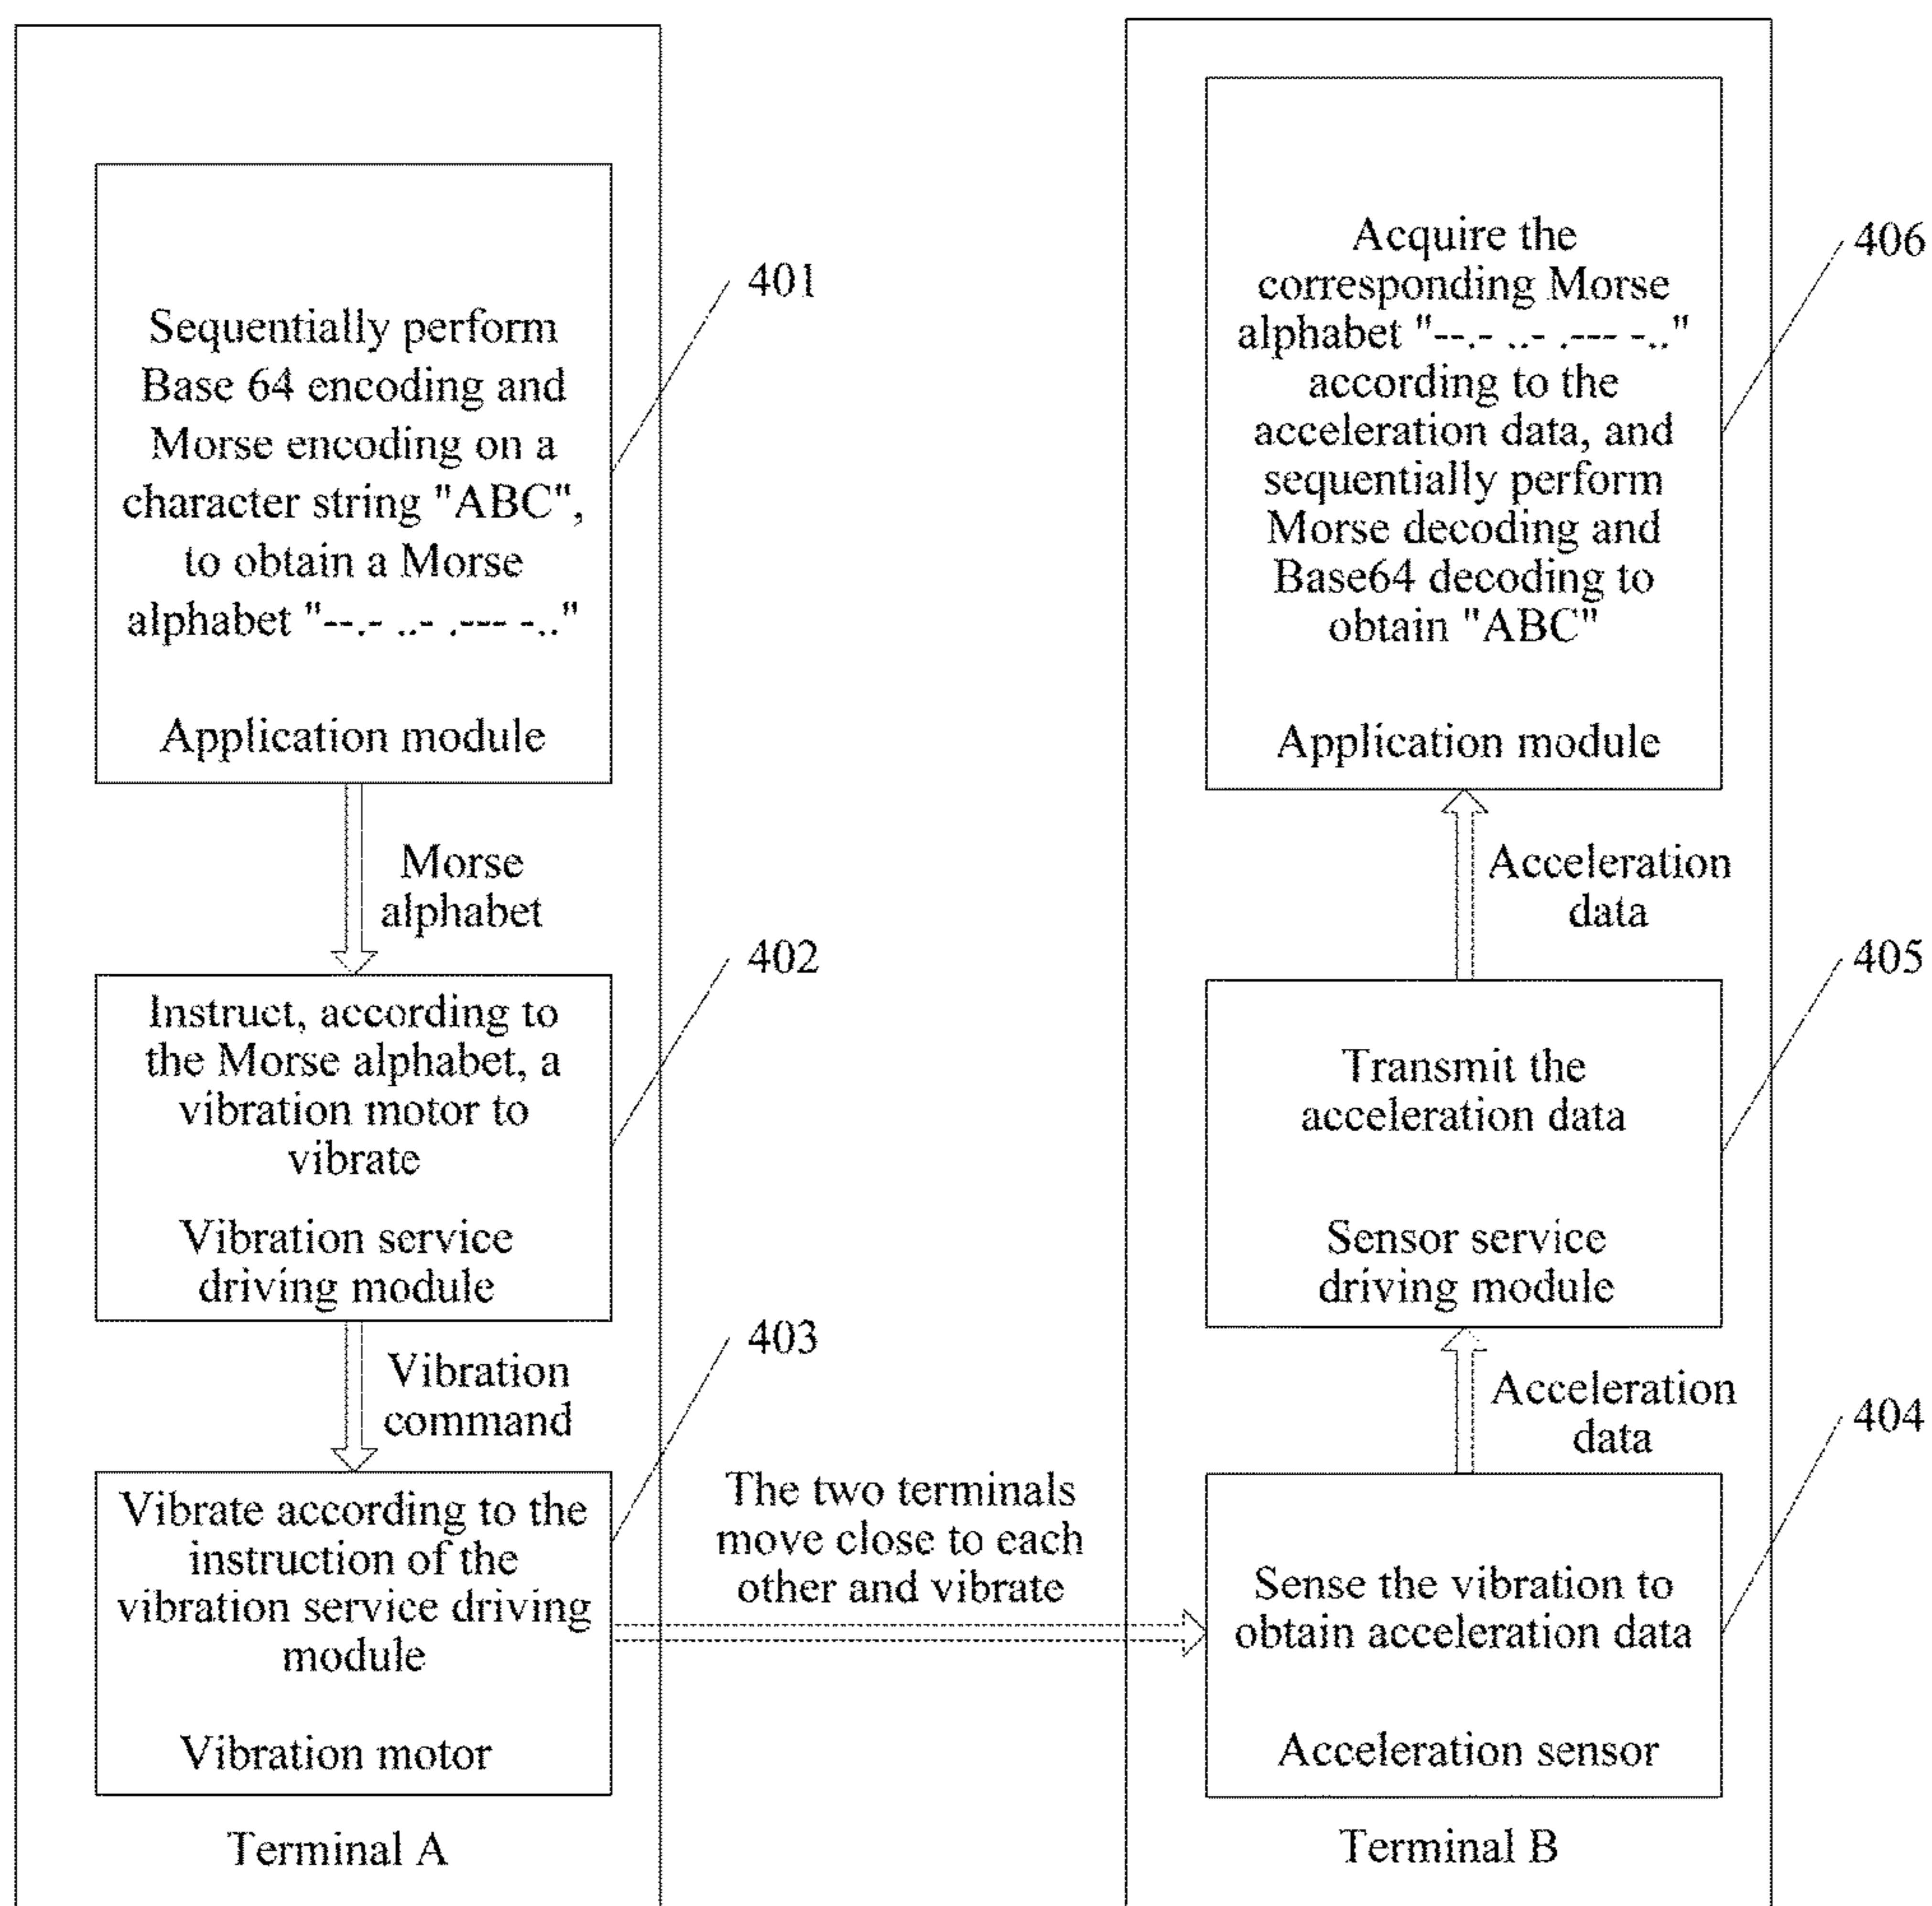 Sequentially perform
Base 64 encoding and
Morse encoding on a
character string "ABC",
to obtain a Morse
alphabet "--.- ..- .--- -.."
Application module
401
Morse
alphabet
Instruct, according to
the Morse alphabet, a
vibration motor to
vibrate
Vibration service
driving module
402
Vibration
command
Vibrate according to the
instruction of the
vibration service driving
module
Vibration motor
403
Terminal A
The two terminals
move close to each
other and vibrate
Acquire the
corresponding Morse
alphabet "--.- ..- .--- -.."
according to the
acceleration data, and
sequentially perform
Morse decoding and
Base64 decoding to
obtain "ABC"
Application module
406
Acceleration
data
Transmit the
acceleration data
Sensor service
driving module
405
Acceleration
data
Sense the vibration to
obtain acceleration data
Acceleration sensor
404
Terminal B